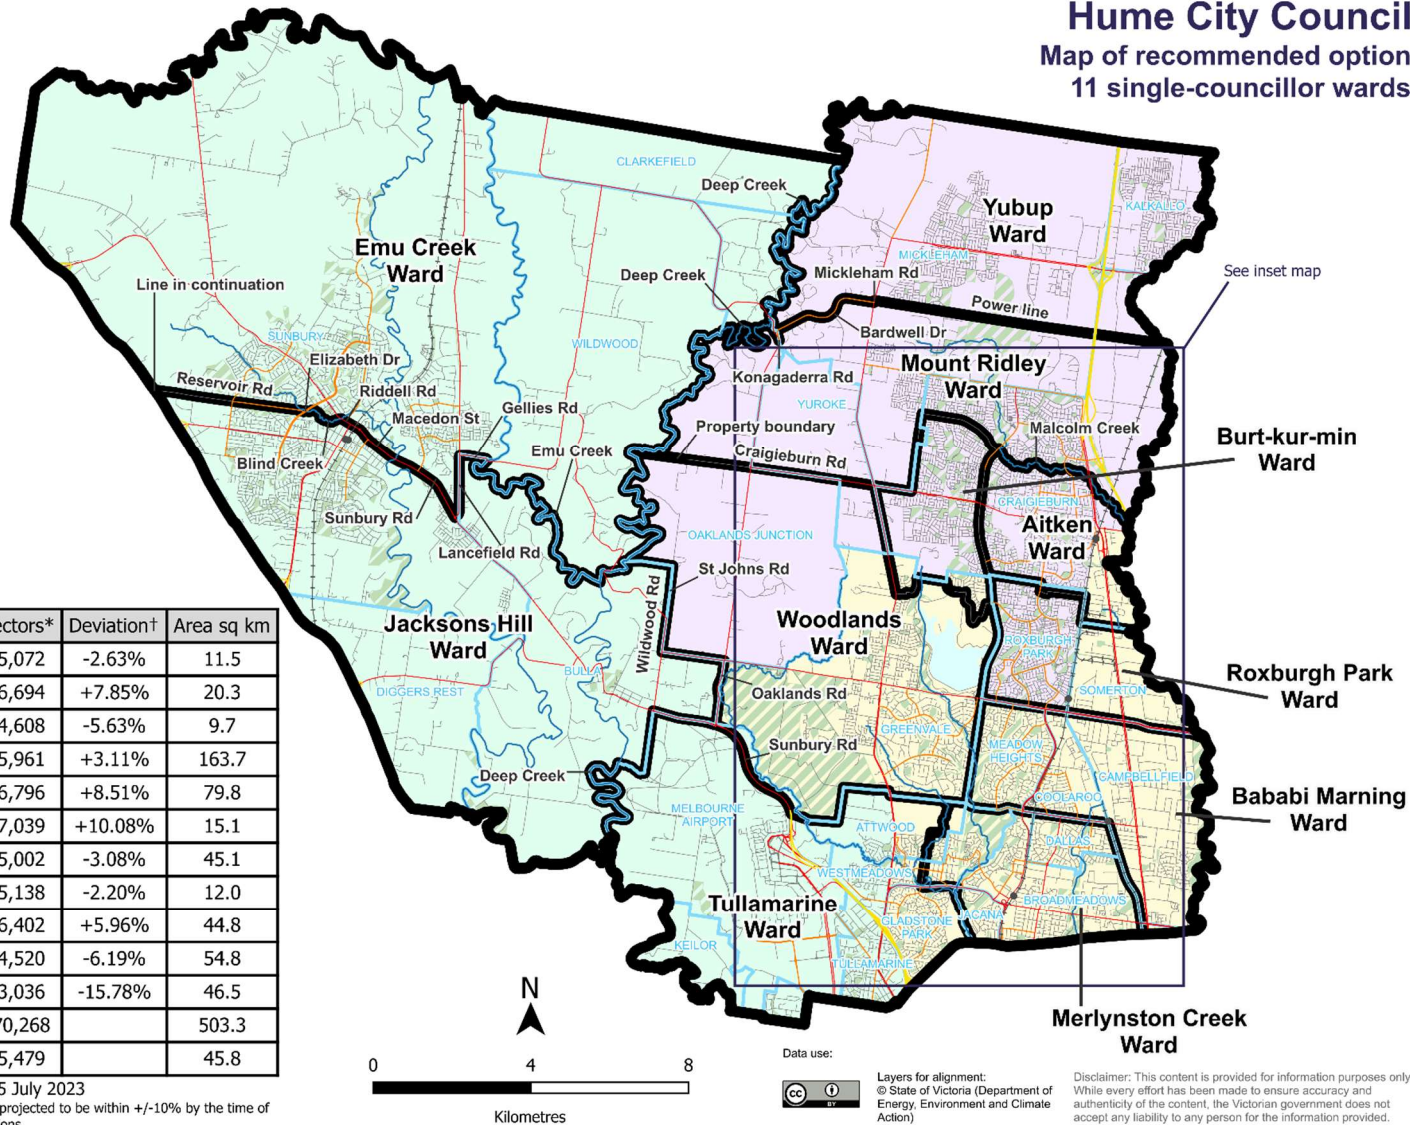 Hume City Council
Map of recommended option
11 single-councillor wards
CLARKEFIELD
Deep Creek
Yubup
Ward
KALKALLO
Emu Creek
Ward
MICKLEHAM
See inset map
Line in continuation
Deep Creek
Mickleham Rd
Power line
Bardwell Dr
SUNBURY
WILDWOOD
Elizabeth Dr
Mount Ridley
Ward
Reservoir Rd
Riddell Rd
Konagaderra Rd
Macedon St
Gellies Rd
YUROKE
Property boundary
Malcolm Creek
Burt-kur-min
Ward
Blind Creek
Emu Creek
Craigieburn Rd
CRAIGIEBURN
Sunbury Rd
Aitken
Ward
OAKLANDS JUNCTION
Lancefield Rd
St Johns Rd
Wildwood Rd
Jacksons Hill
Ward
Woodlands
Ward
ROXBURGH
PARK
BULLA
Roxburgh Park
Ward
DIGGERS REST
Oaklands Rd
SOMERTON
GREENVALE
Sunbury Rd
MEADOW
HEIGHTS
Deep Creek
CAMPBELLFIELD
COOLAROO
Bababi Marning
Ward
MELBOURNE
AIRPORT
ATTWOOD
DALLAS
WESTMEADOWS
BROADMEADOWS
Tullamarine
Ward
GLADSTONE
PARK
JACANA
KEILOR
TULLAMARINE
Merlynston Creek
Ward
ectors* Deviation† Area sq km
5,072 -2.63% 11.5
6,694 +7.85% 20.3
4,608 -5.63% 9.7
5,961 +3.11% 163.7
6,796 +8.51% 79.8
7,039 +10.08% 15.1
5,002 -3.08% 45.1
5,138 -2.20% 12.0
6,402 +5.96% 44.8
4,520 -6.19% 54.8
3,036 -15.78% 46.5
70,268 503.3
5,479 45.8
5 July 2023
projected to be within +/-10% by the time of
N
0 4 8
Kilometres
Data use:
cc BY
Layers for alignment:
© State of Victoria (Department of
Energy, Environment and Climate
Action)
Disclaimer: This content is provided for information purposes only
While every effort has been made to ensure accuracy and
authenticity of the content, the Victorian government does not
accept any liability to any person for the information provided.